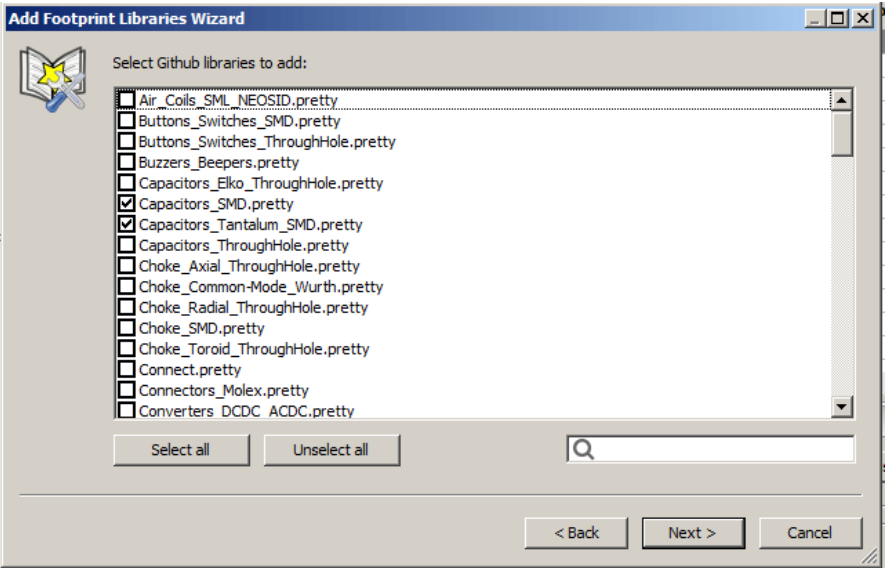 Add Footprint Libraries Wizard
Select Github libraries to add:
Air_Coils_SML_NEOSID.pretty
Buttons_Switches_SMD.pretty
Buttons_Switches_ThroughHole.pretty
Buzzers_Beepers.pretty
Capacitors_Elko_ThroughHole.pretty
Capacitors_SMD.pretty
Capacitors_Tantalum_SMD.pretty
Capacitors_ThroughHole.pretty
Choke_Axial_ThroughHole.pretty
Choke_Common-Mode_Wurth.pretty
Choke_Radial_ThroughHole.pretty
Choke_SMD.pretty
Choke_Toroid_ThroughHole.pretty
Connect.pretty
Connectors_Molex.pretty
Converters_DCDC_ACDC.pretty
Select all Unselect all
< Back Next > Cancel